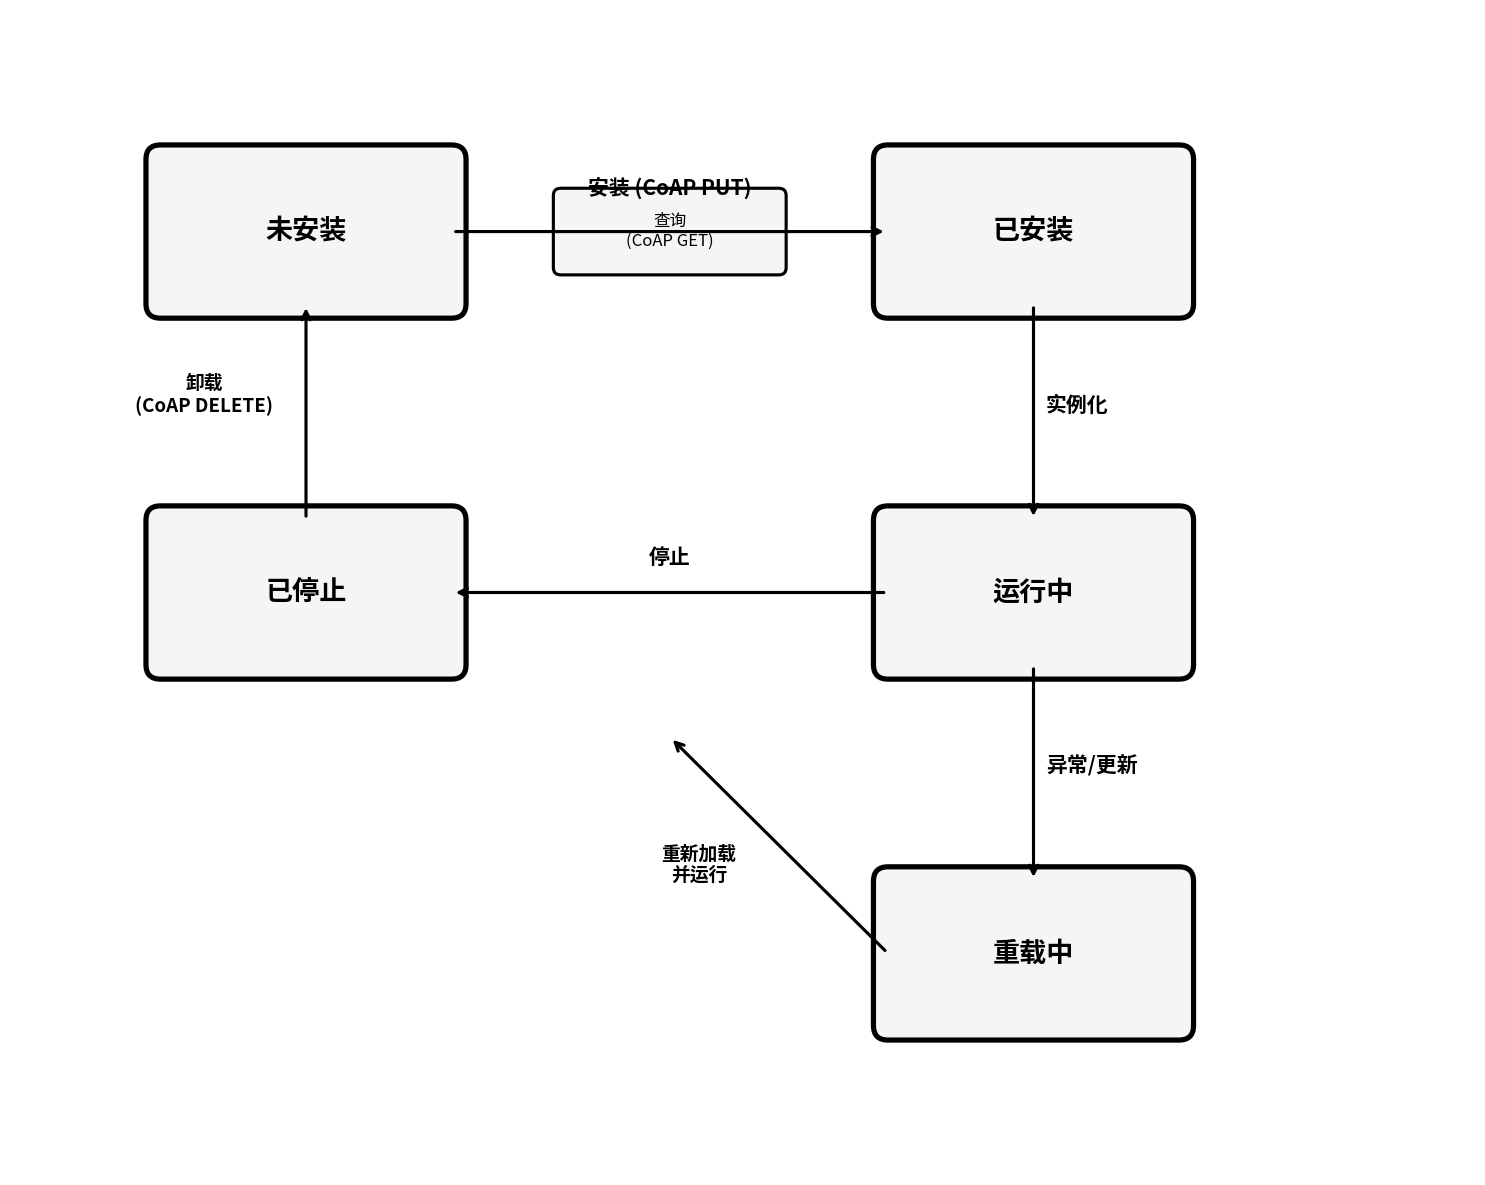 安装 (CoAP PUT)
未安装
查询
(CoAP GET)
已安装
卸载
(CoAP DELETE)
实例化
停止
已停止
运行中
异常/更新
重新加载
并运行
重载中